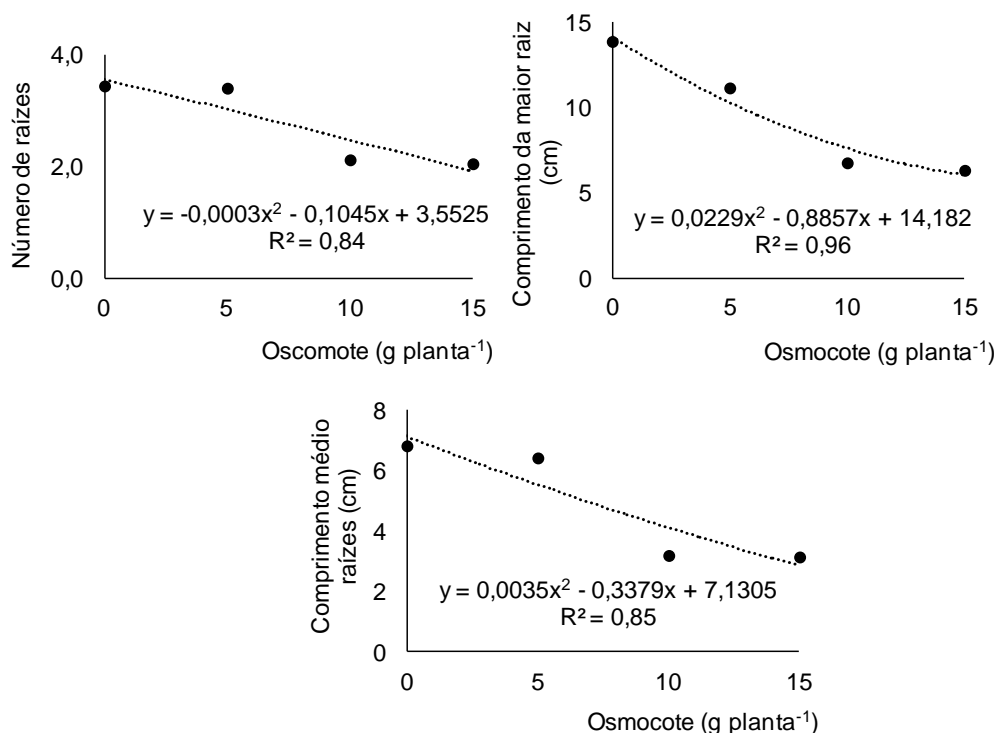 Número de raízes
4,0
2,0
0,0
y = -0,0003x² - 0,1045x + 3,5525
R² = 0,84
0 5 10 15
Oscomote (g planta⁻¹)
Comprimento da maior raiz
(cm)
15
10
5
0
y = 0,0229x² - 0,8857x + 14,182
R² = 0,96
0 5 10 15
Osmocote (g planta⁻¹)
Comprimento médio
raízes (cm)
8
6
4
2
0
y = 0,0035x² - 0,3379x + 7,1305
R² = 0,85
0 5 10 15
Osmocote (g planta⁻¹)